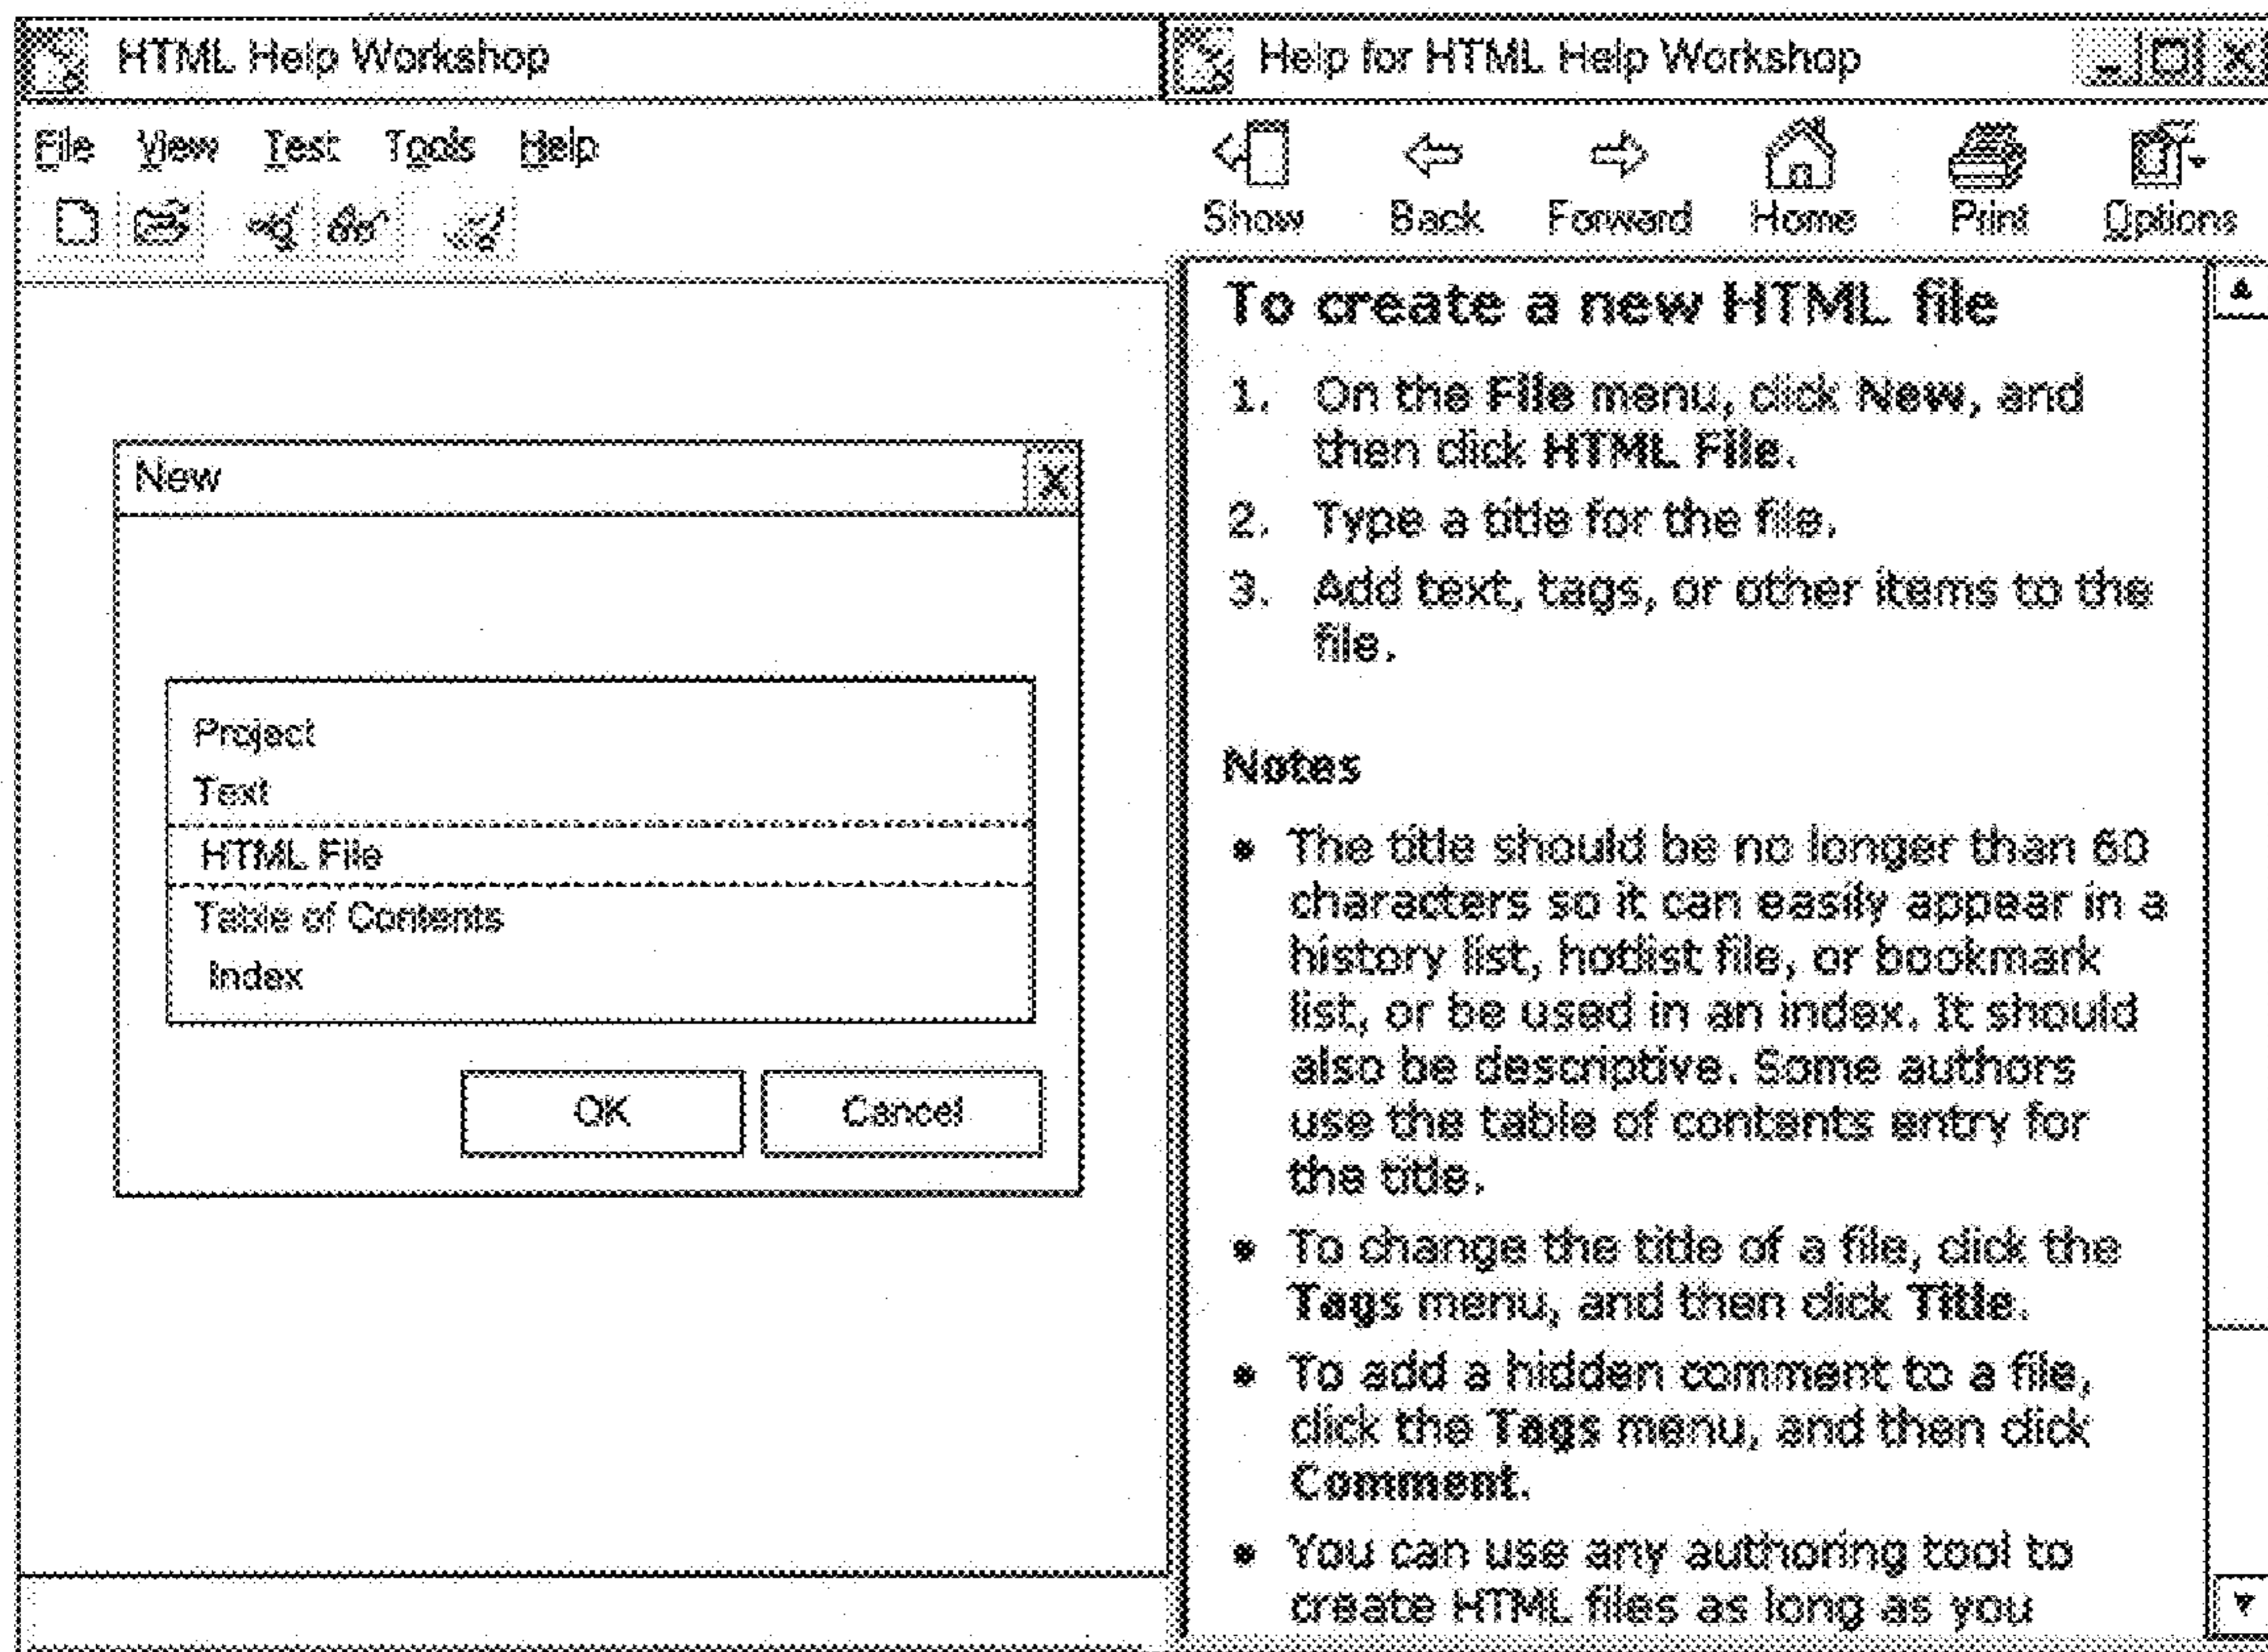 HTML Help Workshop
File View Test Tools Help
New
Project
Text
HTML File
Table of Contents
Index
OK Cancel
Help for HTML Help Workshop
Show Back Forward Home Print Options
To create a new HTML file
1. On the File menu, click New, and
then click HTML File.
2. Type a title for the file.
3. Add text, tags, or other items to the
file.
Notes
• The title should be no longer than 60
characters so it can easily appear in a
history list, hotlist file, or bookmark
list, or be used in an index. It should
also be descriptive. Some authors
use the table of contents entry for
the title.
• To change the title of a file, click the
Tags menu, and then click Title.
• To add a hidden comment to a file,
click the Tags menu, and then click
Comment.
• You can use any authoring tool to
create HTML files as long as you